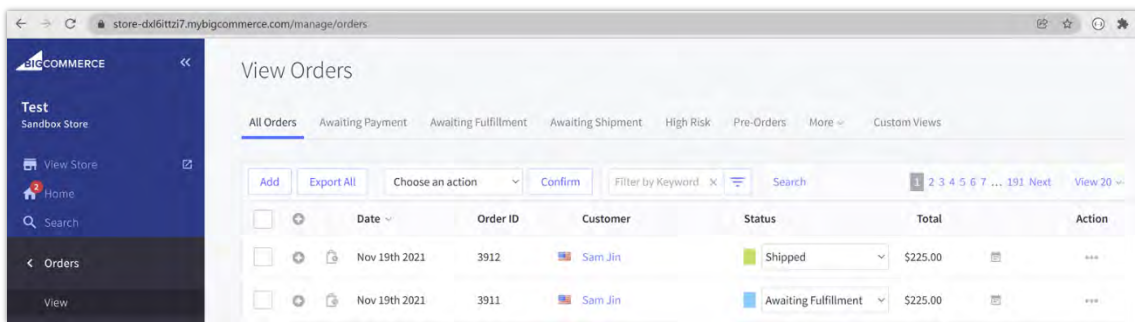 store-dxl6ittzi7.mybigcommerce.com/manage/orders
BIGCOMMERCE
Test
Sandbox Store
View Store
2
Home
Search
Orders
View
View Orders
All Orders Awaiting Payment Awaiting Fulfillment Awaiting Shipment High Risk Pre-Orders More Custom Views
Add Export All Choose an action Confirm Filter by Keyword Search 1 2 3 4 5 6 7 ... 191 Next View 20
Date Order ID Customer Status Total Action
Nov 19th 2021 3912 Sam Jin Shipped $225.00
Nov 19th 2021 3911 Sam Jin Awaiting Fulfillment $225.00